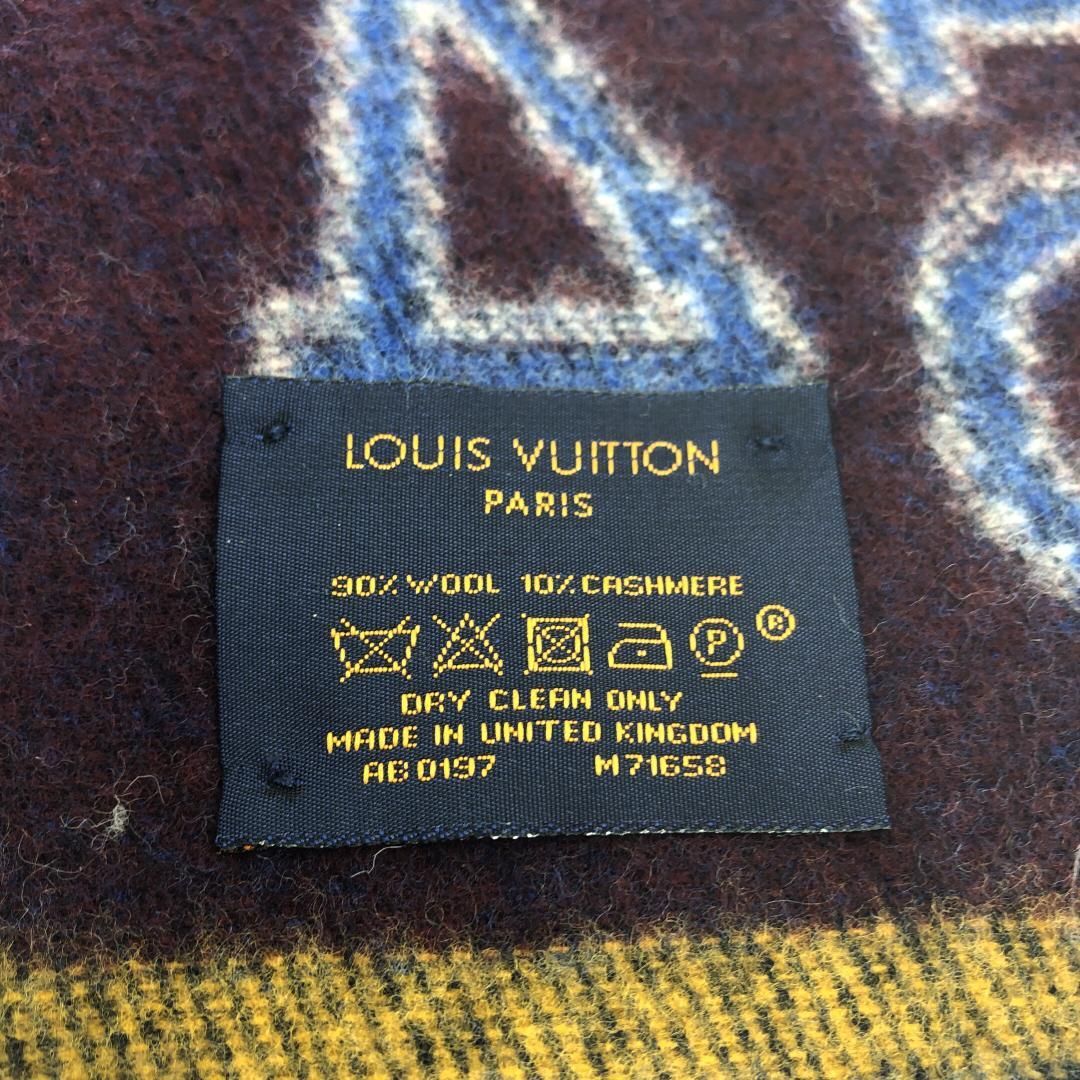 LOUIS VUITTON
PARIS
90% WOOL 10% CASHMERE
P ®
DRY CLEAN ONLY
MADE IN UNITED KINGDOM
AB 0197 M71658